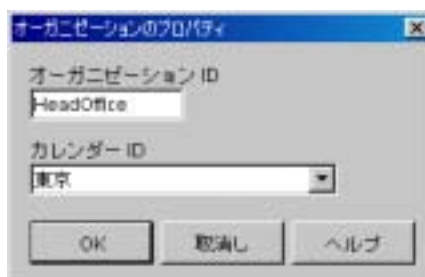 オーガニゼーションのプロパティ
オーガニゼーション ID
HeadOffice
カレンダー ID
東京
OK
取消し
ヘルプ